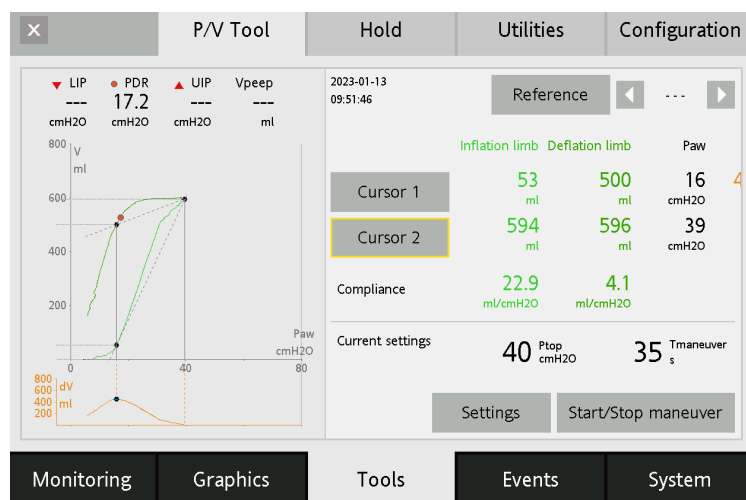 X P/V Tool Hold Utilities Configuration
LIP PDR UIP Vpeep
--- 17.2 --- ---
cmH2O cmH2O cmH2O ml
800 V
ml
600
400
200
Paw
cmH2O
0 40 80
800 dV
600
400 ml
200
2023-01-13
09:51:46
Reference ---
Inflation limb Deflation limb Paw
Cursor 1 53 500 16
ml ml cmH2O
Cursor 2 594 596 39
ml ml cmH2O
Compliance 22.9 4.1
ml/cmH2O ml/cmH2O
Current settings
40 Ptop cmH2O 35 Tmaneuver s
Settings Start/Stop maneuver
Monitoring Graphics Tools Events System